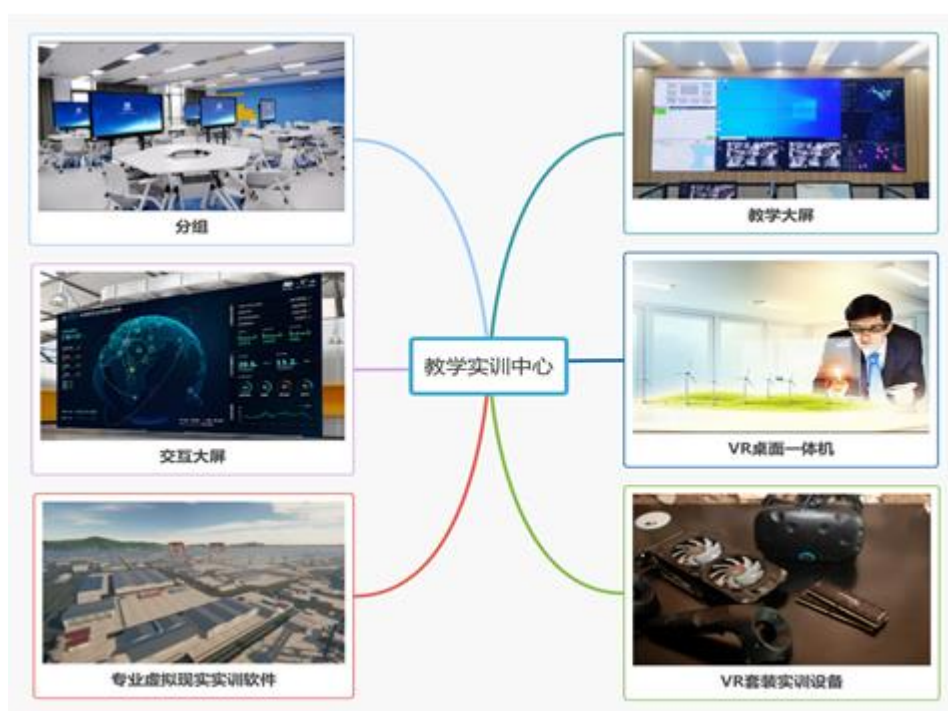 分组
教学大屏
交互大屏
教学实训中心
VR桌面一体机
专业虚拟现实实训软件
VR套装实训设备